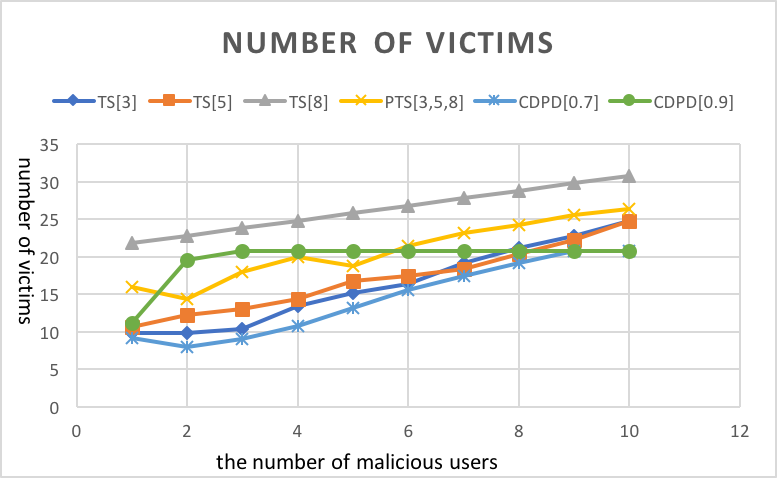 NUMBER OF VICTIMS
TS[3] TS[5] TS[8] PTS[3,5,8] CDPD[0.7] CDPD[0.9]
number of victims
35
30
25
20
15
10
5
0
0 2 4 6 8 10 12
the number of malicious users